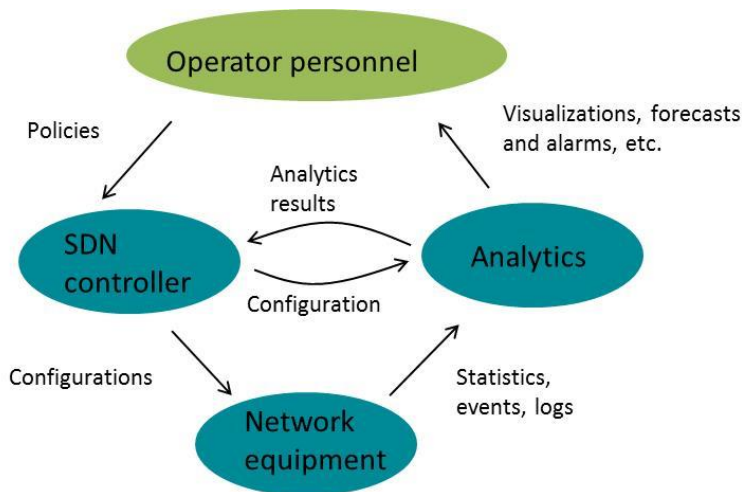 Operator personnel
Policies
Visualizations, forecasts
and alarms, etc.
Analytics
results
SDN
controller
Analytics
Configuration
Configurations
Statistics,
events, logs
Network
equipment